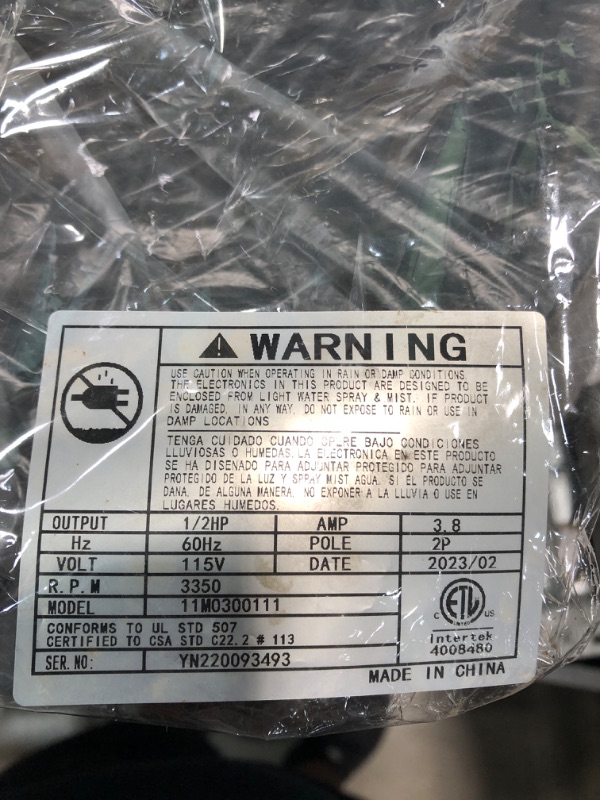 WARNING
USE CAUTION WHEN OPERATING IN RAIN OR DAMP CONDITIONS.
THE ELECTRONICS IN THIS PRODUCT ARE DESIGNED TO BE
ENCLOSED FROM LIGHT WATER SPRAY & MIST. IF PRODUCT
IS DAMAGED, IN ANY WAY, DO NOT EXPOSE TO RAIN OR USE IN
DAMP LOCATIONS
TENGA CUIDADO CUANDO OPERE BAJO CONDICIONES
LLUVIOSAS O HUMEDAS. LA ELECTRONICA EN ESTE PRODUCTO
SE HA DISENADO PARA ADJUNTAR PROTEGIDO PARA ADJUNTAR
PROTEGIDO DE LA LUZ Y SPRAY MIST AGUA. SI EL PRODUCTO SE
DANA, DE ALGUNA MANERA, NO EXPONER A LA LLUVIA O USE EN
LUGARES HUMEDOS.
OUTPUT 1/2HP AMP 3.8
Hz 60Hz POLE 2P
VOLT 115V DATE 2023/02
R.P.M 3350
MODEL 11M0300111
CONFORMS TO UL STD 507
CERTIFIED TO CSA STD C22.2 # 113
C ETL US
LISTED
Intertek
4008480
SER. NO: YN220093493
MADE IN CHINA